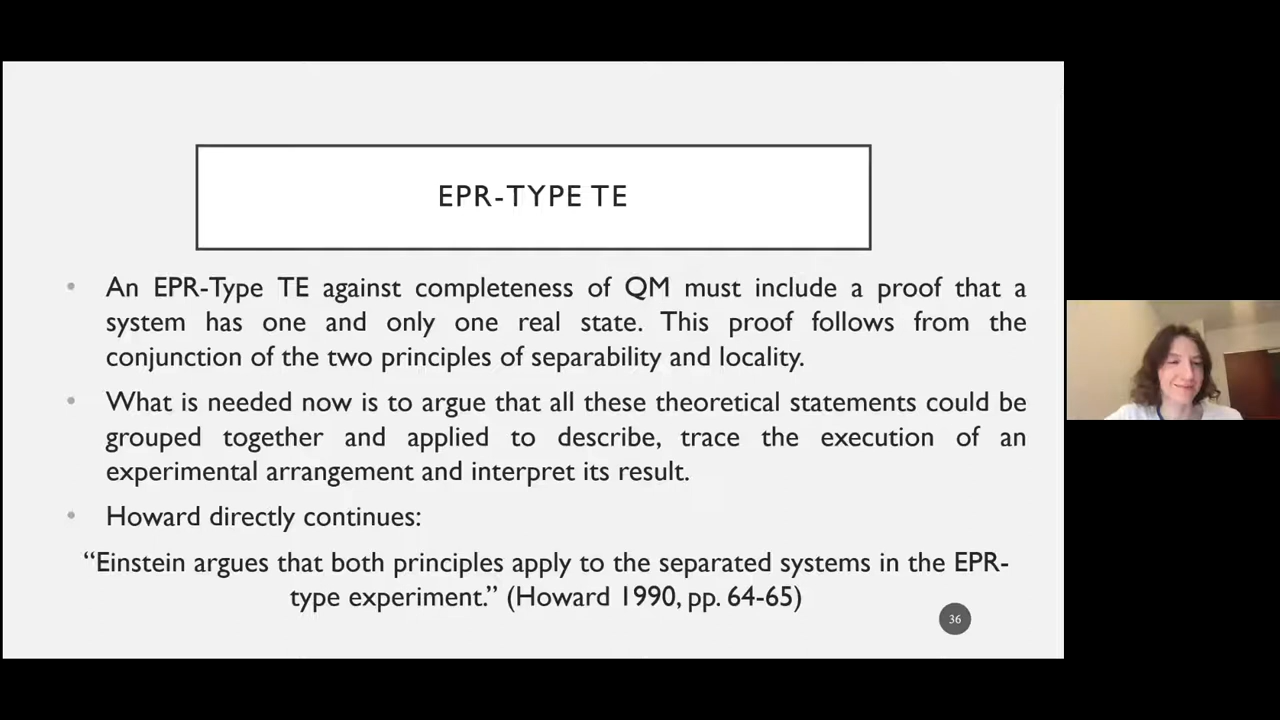 EPR-TYPE TE
• An EPR-Type TE against completeness of QM must include a proof that a
system has one and only one real state. This proof follows from the
conjunction of the two principles of separability and locality.
• What is needed now is to argue that all these theoretical statements could be
grouped together and applied to describe, trace the execution of an
experimental arrangement and interpret its result.
• Howard directly continues:
“Einstein argues that both principles apply to the separated systems in the EPR-
type experiment.” (Howard 1990, pp. 64-65)
36